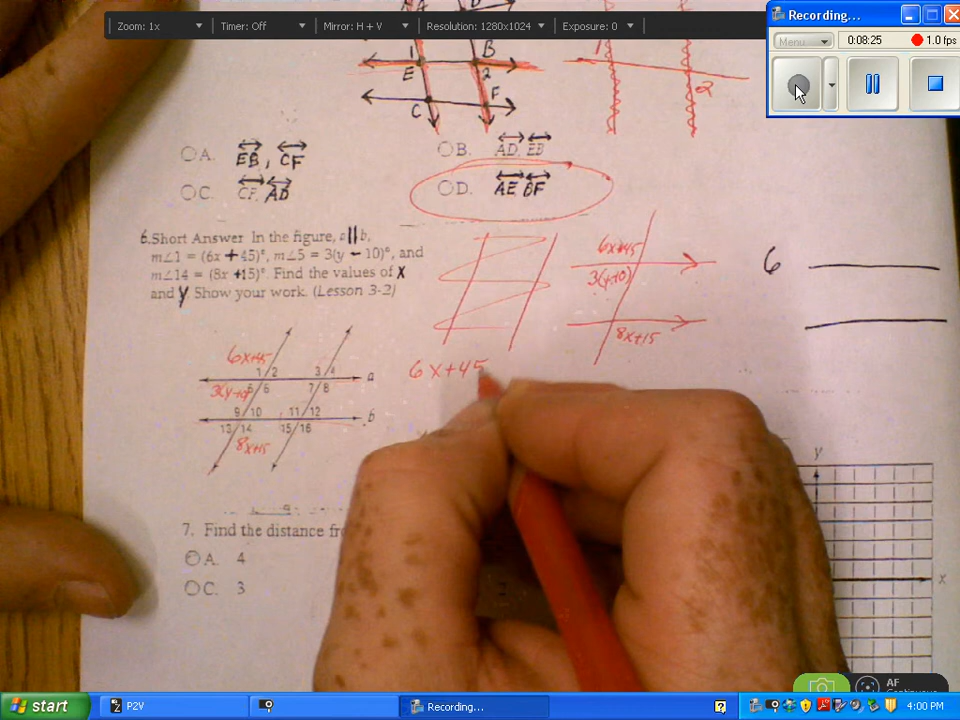 Zoom: 1x Timer: Off Mirror: H + V Resolution: 1280x1024 Exposure: 0
Recording...
Menu 0:08:25 1.0 fps
1 B
E 2
F
C
1
2
A. EB, CF
B. AD, EB
C. CF, AD
D. AE BF
6. Short Answer In the figure, a || b,
m∠1 = (6x + 45)°, m∠5 = 3(y − 10)°, and
m∠14 = (8x +15)°. Find the values of x
and y. Show your work. (Lesson 3-2)
6x+45
3(y+10)
8x+15
6
6x+45
1 2 3 4 a
5 6 7 8
9 10 11 12 b
13 14 15 16
8x+15
6x+45
7. Find the distance fr
A. 4
C. 3
y
x
AF
Continuous
start P2V Recording... 4:00 PM